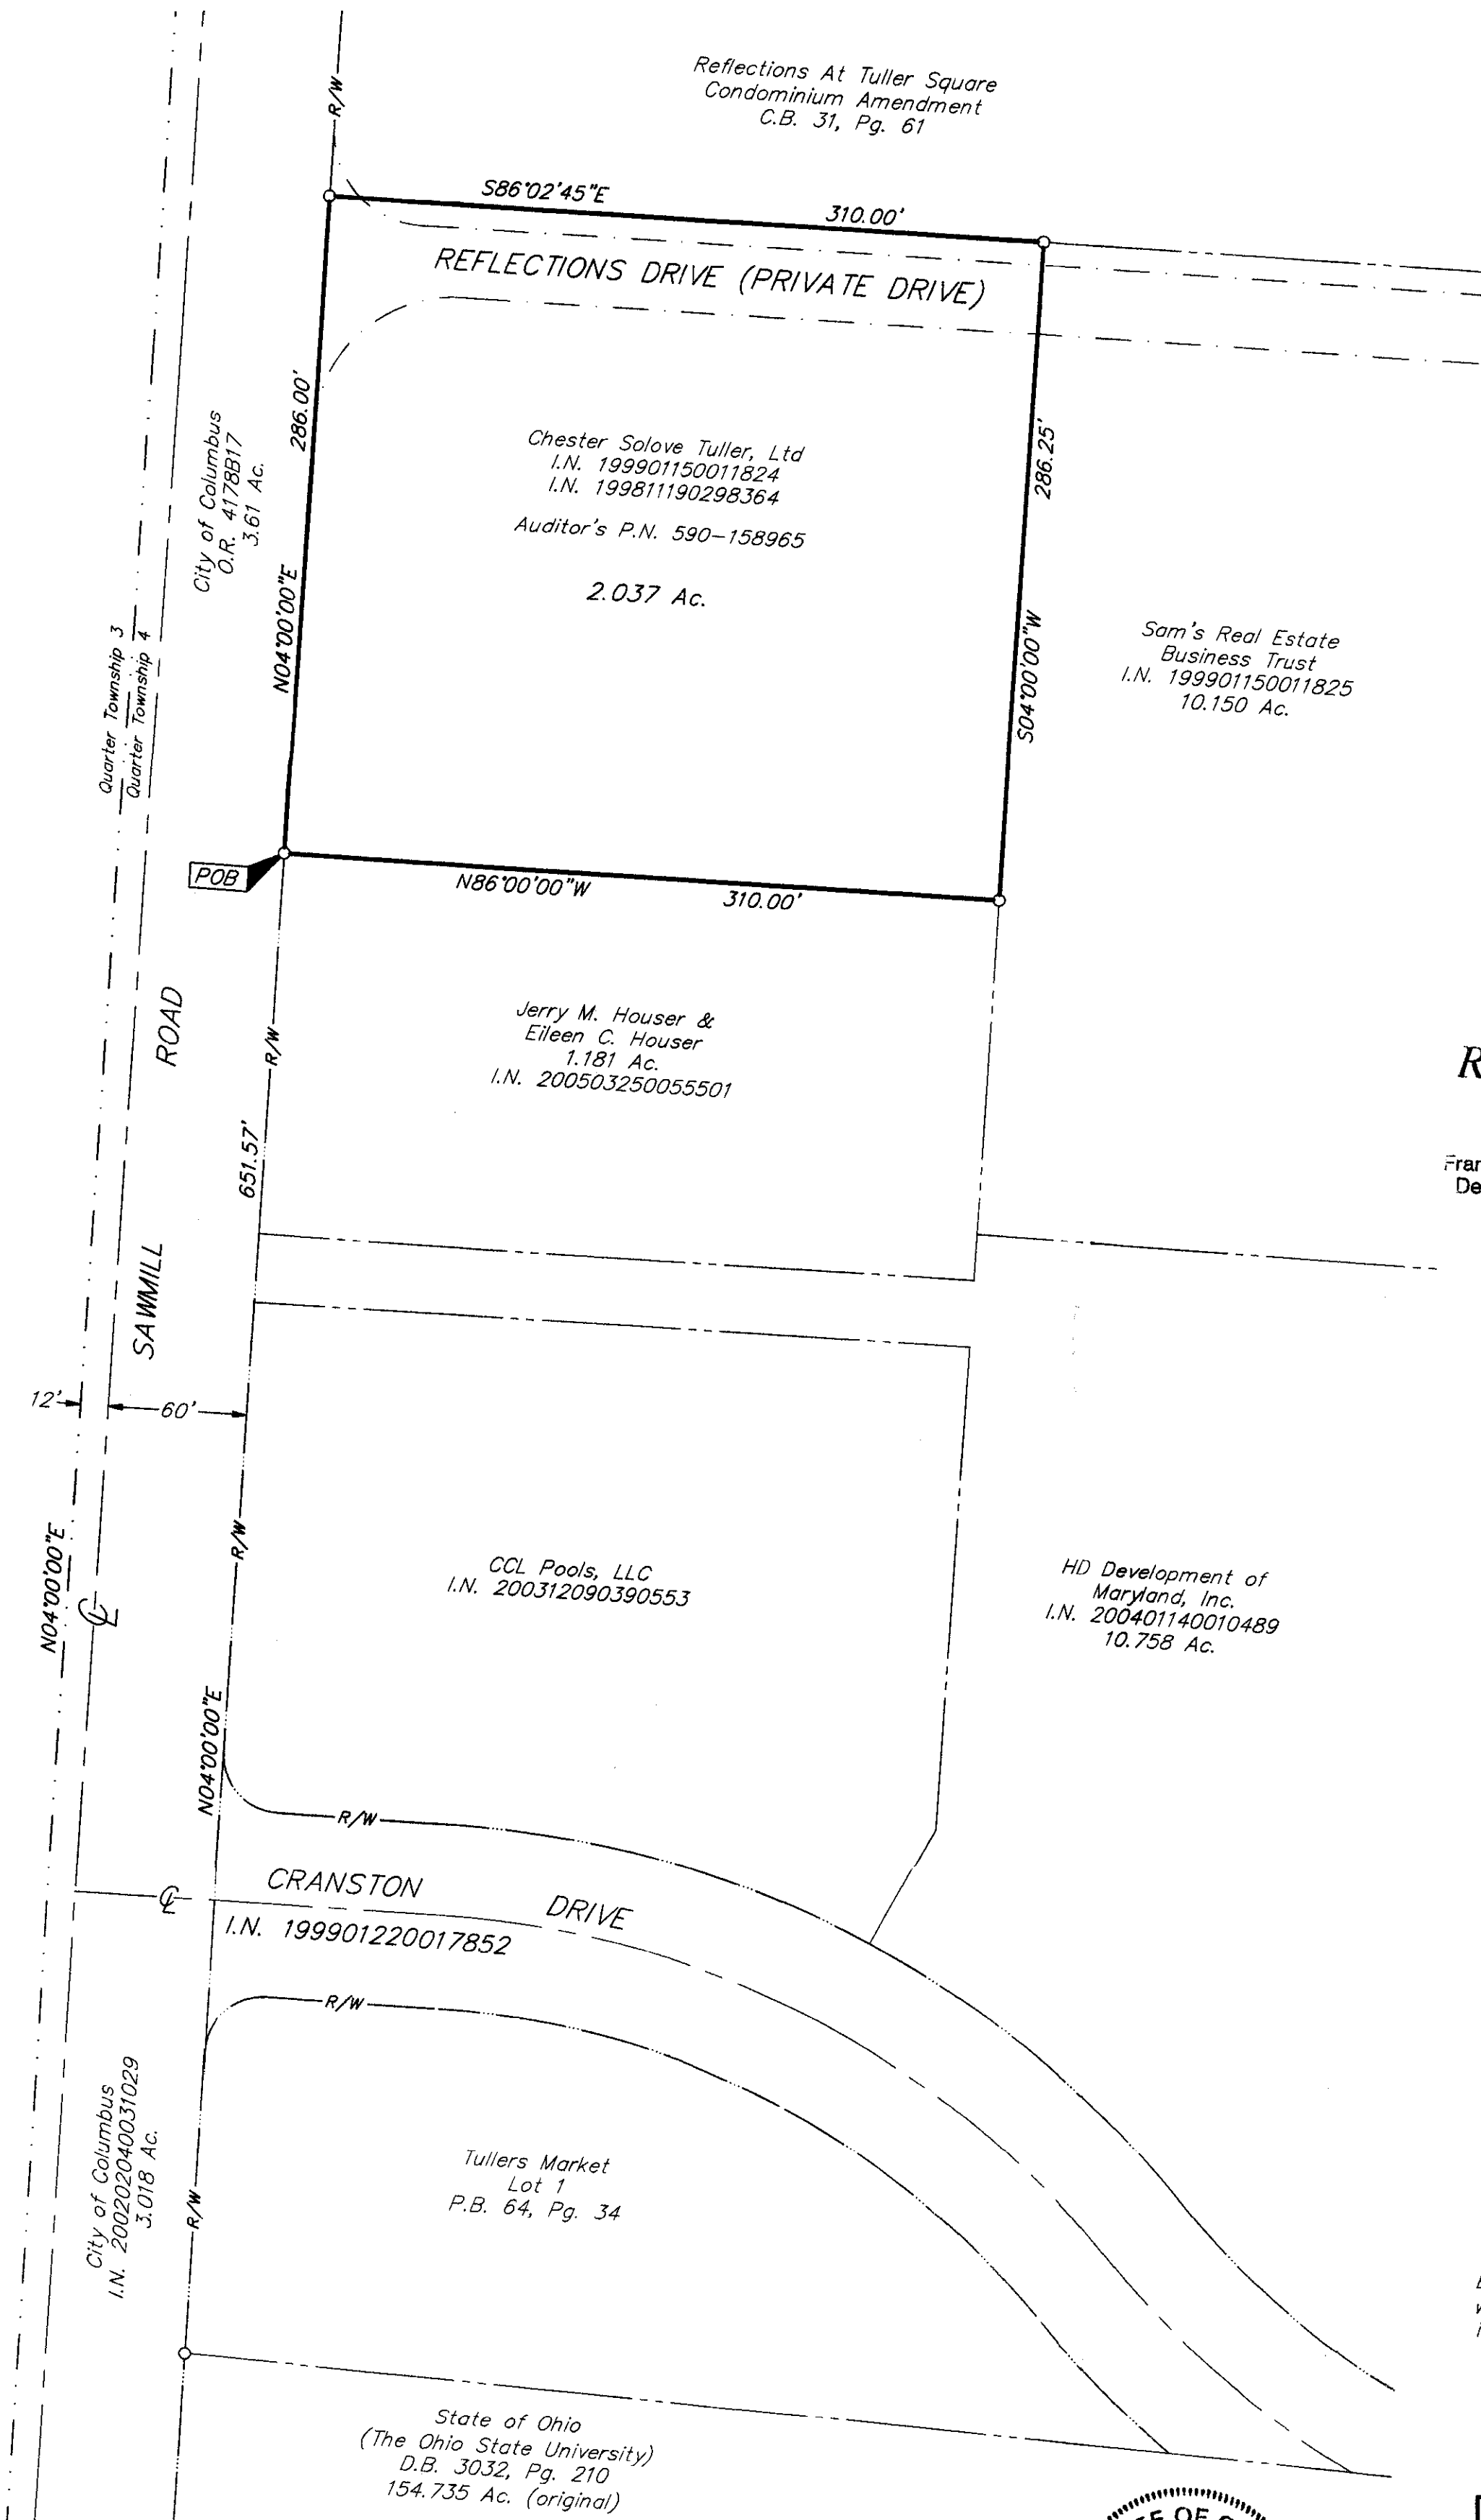 Reflections At Tuller Square
Condominium Amendment
C.B. 31, Pg. 61
R/W
S86°02'45"E
310.00'
REFLECTIONS DRIVE (PRIVATE DRIVE)
286.00'
N04°00'00"E
City of Columbus
O.R. 4178B17
3.61 Ac.
Chester Solove Tuller, Ltd
I.N. 199901150011824
I.N. 199811190298364
Auditor's P.N. 590-158965
2.037 Ac.
286.25'
S04°00'00"W
Sam's Real Estate
Business Trust
I.N. 199901150011825
10.150 Ac.
Quarter Township 3
Quarter Township 4
POB
N86°00'00"W
310.00'
Jerry M. Houser &
Eileen C. Houser
1.181 Ac.
I.N. 200503250055501
R/W
651.57'
SAWMILL ROAD
R
Fran
De
12'
60'
R/W
N04°00'00"E
℄
CCL Pools, LLC
I.N. 200312090390553
HD Development of
Maryland, Inc.
I.N. 200401140010489
10.758 Ac.
N04°00'00"E
R/W
℄
CRANSTON DRIVE
I.N. 199901220017852
R/W
City of Columbus
I.N. 200202040031029
3.018 Ac.
R/W
Tullers Market
Lot 1
P.B. 64, Pg. 34
State of Ohio
(The Ohio State University)
D.B. 3032, Pg. 210
154.735 Ac. (original)
OF